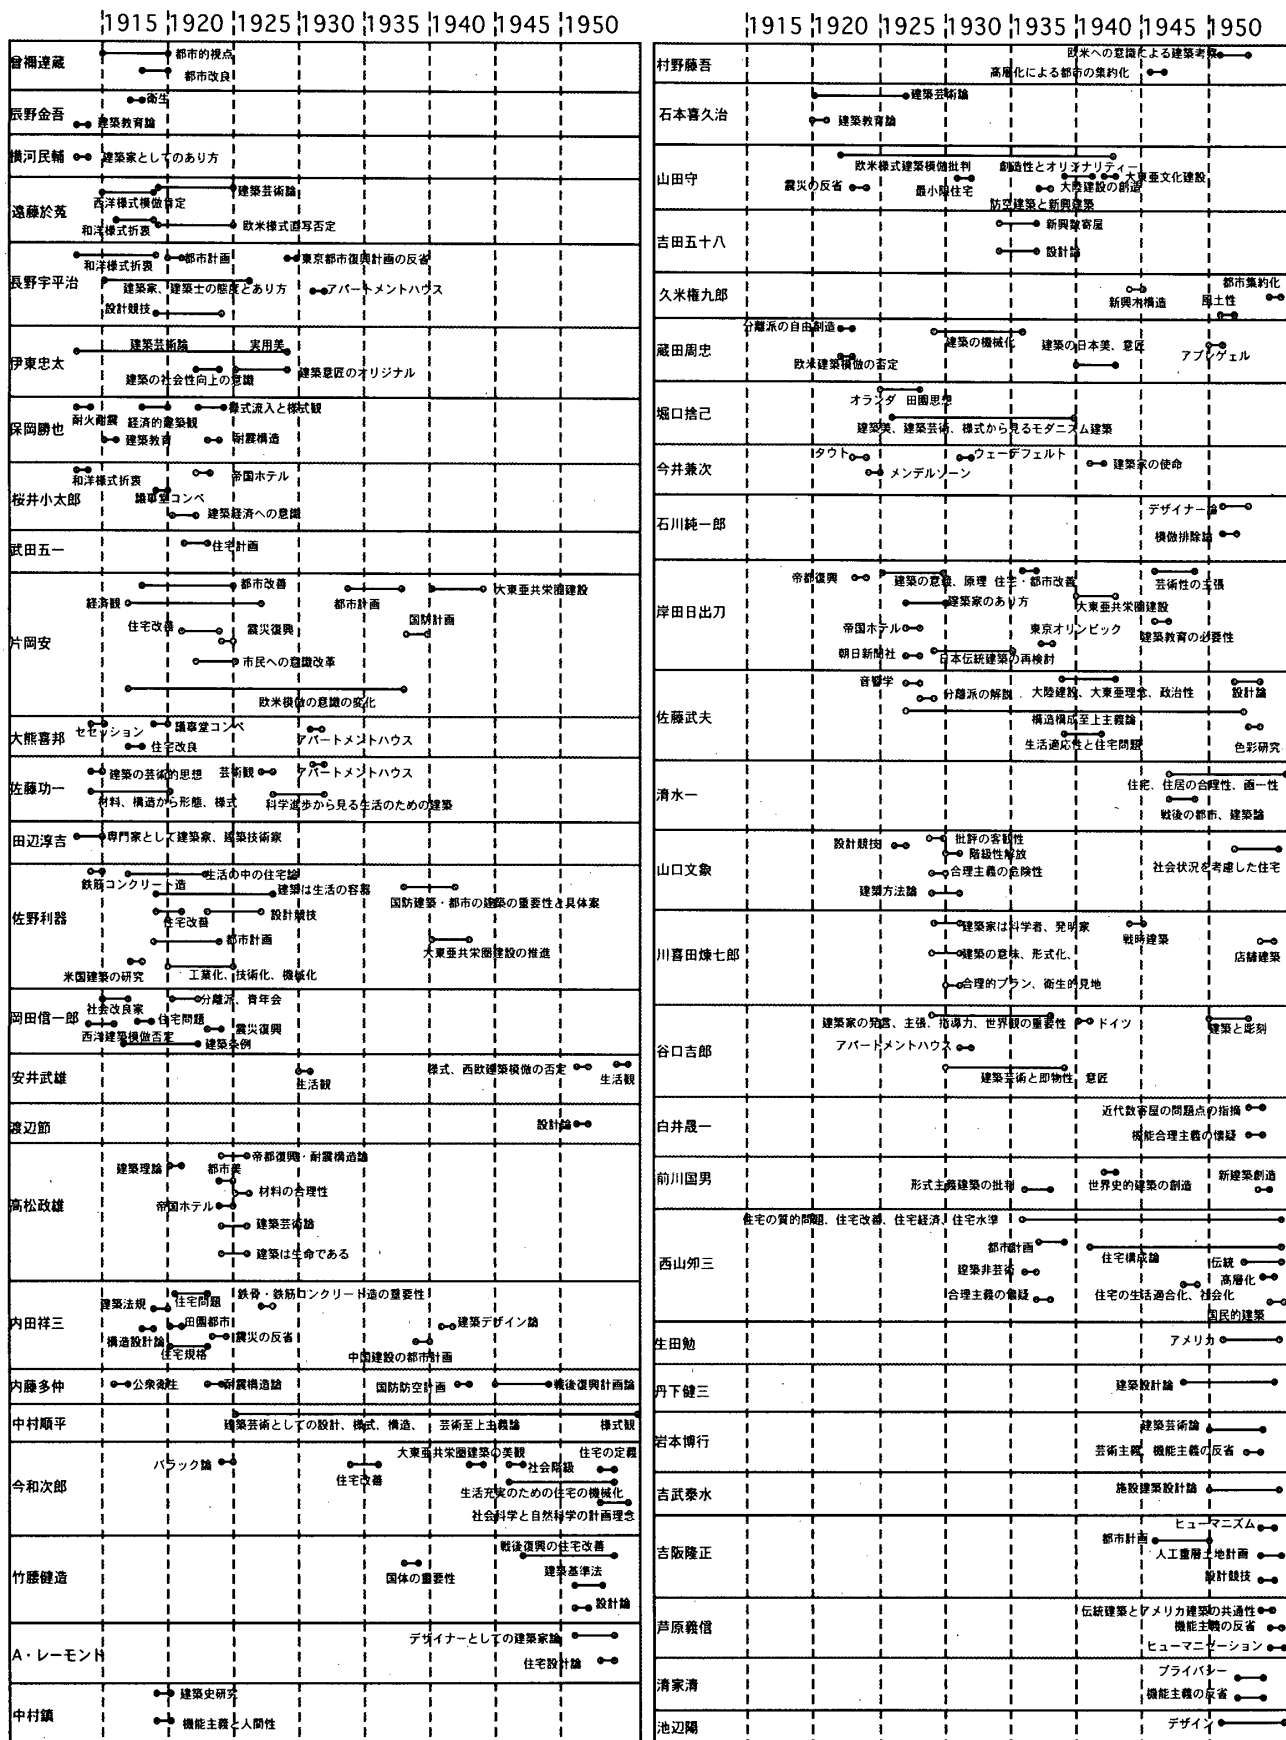 1915 1920 1925 1930 1935 1940 1945 1950
曾禰達蔵
都市的視点
都市改良
辰野金吾
衛生
建築教育論
横河民輔
建築家としてのあり方
遠藤於菟
建築芸術論
西洋様式模倣否定
和洋様式折衷
欧米様式直写否定
長野宇平治
和洋様式折衷
都市計画
東京都市復興計画の反省
建築家、建築士の態度とあり方
アパートメントハウス
設計競技
伊東忠太
建築芸術論
実用美
建築の社会性向上の意識
建築意匠のオリジナル
保岡勝也
耐火耐震
経済的建築観
様式流入と様式観
建築教育
耐震構造
桜井小太郎
和洋様式折衷
帝国ホテル
議事堂コンペ
建築経済への意識
武田五一
住宅計画
片岡安
都市改善
都市計画
大東亜共栄圏建設
経済観
住宅改善
震災復興
国防計画
市民への意識改革
欧米模倣の意識の変化
大熊喜邦
セセッション
議事堂コンペ
アパートメントハウス
住宅改良
佐藤功一
建築の芸術的思想
芸術観
アパートメントハウス
材料、構造から形態、様式
科学進歩から見る生活のための建築
田辺淳吉
専門家として建築家、建築技術家
佐野利器
鉄筋コンクリート造
生活の中の住宅論
建築は生活の容器
国防建築・都市の建築の重要性と具体案
住宅改善
設計競技
都市計画
大東亜共栄圏建設の推進
米国建築の研究
工業化、技術化、機械化
岡田信一郎
社会改良家
分離派、青年会
住宅問題
西洋建築模倣否定
震災復興
建築条例
安井武雄
生活観
様式、西欧建築模倣の否定
生活観
渡辺節
設計論
高松政雄
帝都復興・耐震構造論
建築理論
都市美
材料の合理性
帝国ホテル
建築芸術論
建築は生命である
内田祥三
建築法規
住宅問題
鉄骨・鉄筋コンクリート造の重要性
田園都市
構造設計論
住宅規格
震災の反省
中国建設の都市計画
建築デザイン論
内藤多仲
公衆衛生
耐震構造論
国防防空計画
戦後復興計画論
中村順平
建築芸術としての設計、様式、構造、
芸術至上主義論
様式観
今和次郎
バラック論
住宅改善
大東亜共栄圏建築の美観
社会階級
住宅の定義
生活充実のための住宅の機械化
社会科学と自然科学の計画理念
竹腰健造
国体の重要性
戦後復興の住宅改善
建築基準法
設計論
A・レーモンド
デザイナーとしての建築家論
住宅設計論
中村鎮
建築史研究
機能主義と人間性
1915 1920 1925 1930 1935 1940 1945 1950
村野藤吾
欧米への意識による建築考察
高層化による都市の集約化
石本喜久治
建築芸術論
建築教育論
山田守
欧米様式建築模倣批判
創造性とオリジナリティー
震災の反省
最小限住宅
大東亜文化建設
大陸建設の創造
防空建築と新興建築
吉田五十八
新興数寄屋
設計論
久米権九郎
新興木構造
都市集約化
風土性
蔵田周忠
分離派の自由創造
欧米建築模倣の否定
建築の機械化
建築の日本美、意匠
アプレゲェル
堀口捨己
オランダ 田園思想
建築美、建築芸術、様式から見るモダニスム建築
今井兼次
タウト
ウェーデフェルト
メンデルゾーン
建築家の使命
石川純一郎
デザイナー論
模倣排除論
岸田日出刀
帝都復興
建築の意義、原理
住宅・都市改善
芸術性の主張
建築家のあり方
大東亜共栄圏建設
帝国ホテル
東京オリンピック
建築教育の必要性
朝日新聞社
日本伝統建築の再検討
佐藤武夫
音響学
分離派の解説
大陸建設、大東亜理念、政治性
設計論
構造構成至上主義論
生活適応性と住宅問題
色彩研究
清水一
住宅、住居の合理性、画一性
戦後の都市、建築論
山口文象
設計競技
批評の客観性
階級性解放
合理主義の危険性
建築方法論
社会状況を考慮した住宅
川喜田煉七郎
建築家は科学者、発明家
戦時建築
建築の意味、形式化、
店舗建築
合理的プラン、衛生的見地
谷口吉郎
建築家の発言、主張、指導力、世界観の重要性
ドイツ
建築と彫刻
アパートメントハウス
建築芸術と即物性、意匠
白井晟一
近代数寄屋の問題点の指摘
機能合理主義の懐疑
前川国男
形式主義建築の批判
世界史的建築の創造
新建築創造
西山夘三
住宅の質的問題、住宅改善、住宅経済、住宅水準
都市計画
住宅構成論
伝統
建築非芸術
高層化
合理主義の懐疑
住宅の生活適合化、社会化
国民的建築
生田勉
アメリカ
丹下健三
建築設計論
岩本博行
建築芸術論
芸術主義、機能主義の反省
吉武泰水
施設建築設計論
吉阪隆正
ヒューマニズム
都市計画
人工重層土地計画
設計競技
芦原義信
伝統建築とアメリカ建築の共通性
機能主義の反省
ヒューマニゼーション
清家清
プライバシー
機能主義の反省
池辺陽
デザイン